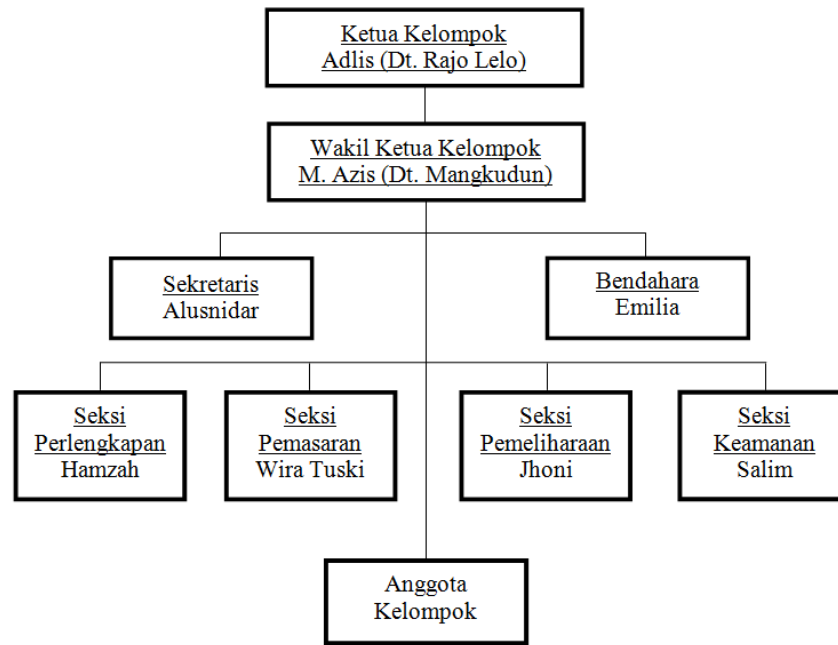 Ketua Kelompok
Adlis (Dt. Rajo Lelo)
Wakil Ketua Kelompok
M. Azis (Dt. Mangkudun)
Sekretaris
Alusnidar
Bendahara
Emilia
Seksi
Perlengkapan
Hamzah
Seksi
Pemasaran
Wira Tuski
Seksi
Pemeliharaan
Jhoni
Seksi
Keamanan
Salim
Anggota
Kelompok